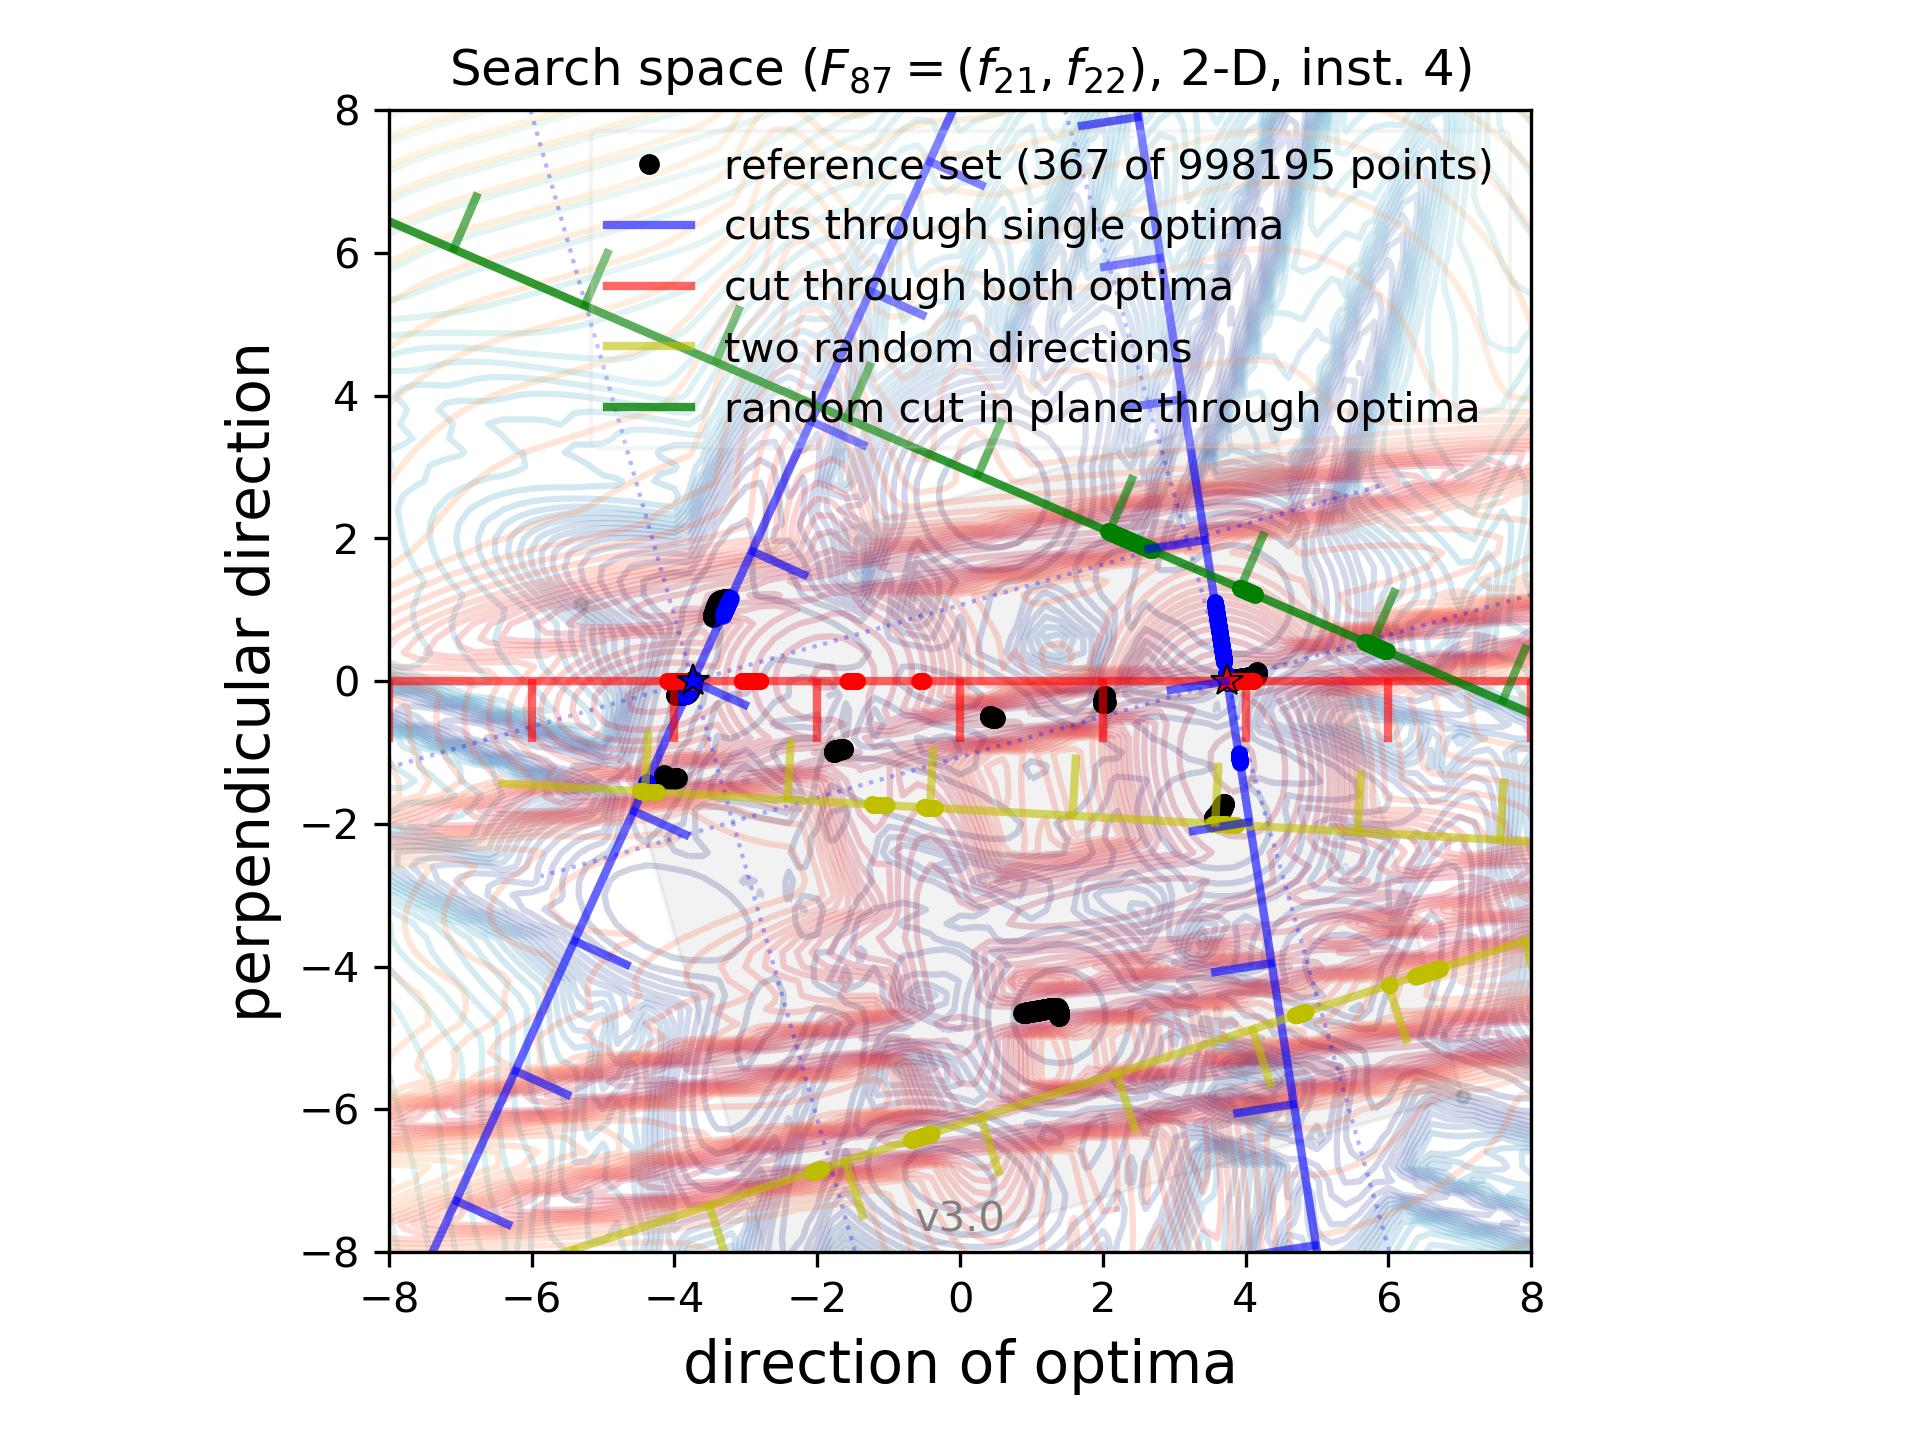 Search space (F87 = (f21, f22), 2-D, inst. 4)
reference set (367 of 998195 points)
cuts through single optima
cut through both optima
two random directions
random cut in plane through optima
perpendicular direction
8
6
4
2
0
−2
−4
−6
−8
v3.0
−8 −6 −4 −2 0 2 4 6 8
direction of optima